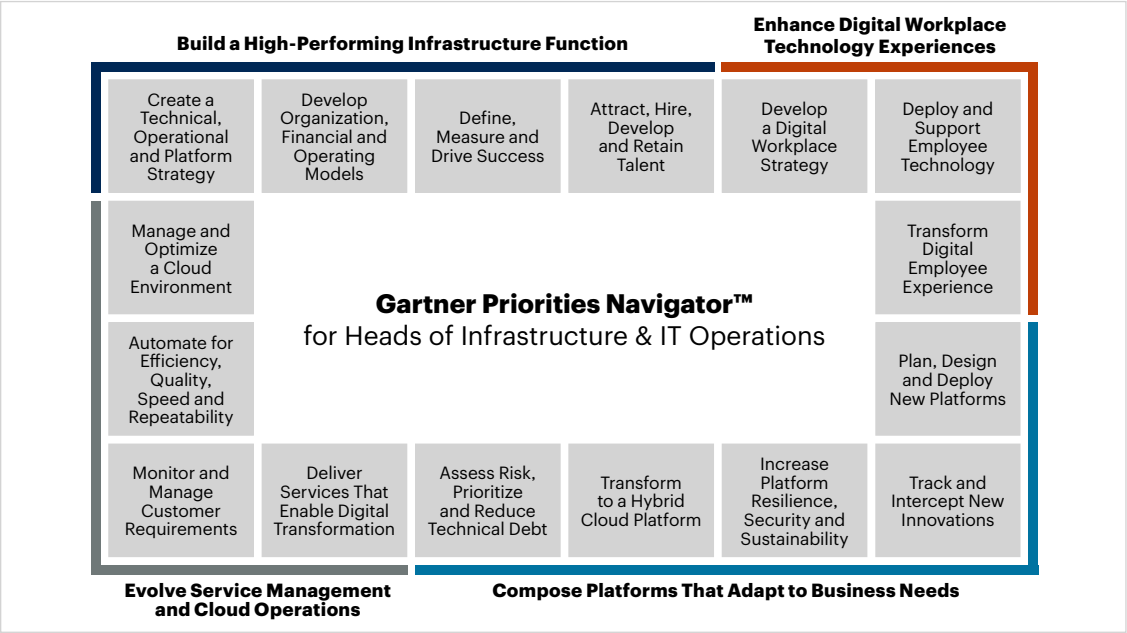 Build a High-Performing Infrastructure Function
Enhance Digital Workplace
Technology Experiences
Create a
Technical,
Operational
and Platform
Strategy
Develop
Organization,
Financial and
Operating
Models
Define,
Measure and
Drive Success
Attract, Hire,
Develop
and Retain
Talent
Develop
a Digital
Workplace
Strategy
Deploy and
Support
Employee
Technology
Manage and
Optimize
a Cloud
Environment
Transform
Digital
Employee
Experience
Gartner Priorities Navigator™
for Heads of Infrastructure & IT Operations
Automate for
Efficiency,
Quality,
Speed and
Repeatability
Plan, Design
and Deploy
New Platforms
Monitor and
Manage
Customer
Requirements
Deliver
Services That
Enable Digital
Transformation
Assess Risk,
Prioritize
and Reduce
Technical Debt
Transform
to a Hybrid
Cloud Platform
Increase
Platform
Resilience,
Security and
Sustainability
Track and
Intercept New
Innovations
Evolve Service Management
and Cloud Operations
Compose Platforms That Adapt to Business Needs